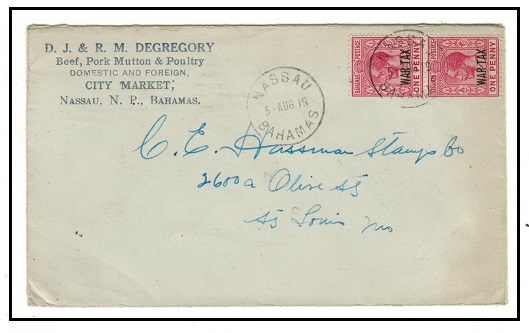 D. J. & R. M. DEGREGORY
Beef, Pork Mutton & Poultry
DOMESTIC AND FOREIGN,
CITY MARKET,
NASSAU, N. P., BAHAMAS.
NASSAU
5 - AUG 19
BAHAMAS
WAR TAX
ONE PENNY
WAR TAX
ONE PENNY
C. E. Hussman Stamp Co
2600a Olive St
St Louis Mo